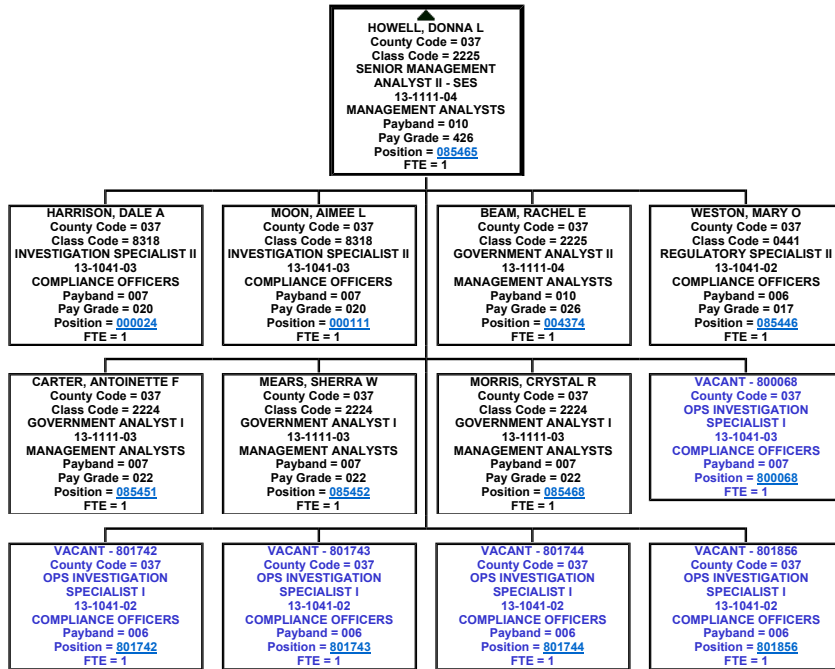 HOWELL, DONNA L
County Code = 037
Class Code = 2225
SENIOR MANAGEMENT
ANALYST II - SES
13-1111-04
MANAGEMENT ANALYSTS
Payband = 010
Pay Grade = 426
Position = 085465
FTE = 1
HARRISON, DALE A
County Code = 037
Class Code = 8318
INVESTIGATION SPECIALIST II
13-1041-03
COMPLIANCE OFFICERS
Payband = 007
Pay Grade = 020
Position = 000024
FTE = 1
MOON, AIMEE L
County Code = 037
Class Code = 8318
INVESTIGATION SPECIALIST II
13-1041-03
COMPLIANCE OFFICERS
Payband = 007
Pay Grade = 020
Position = 000111
FTE = 1
BEAM, RACHEL E
County Code = 037
Class Code = 2225
GOVERNMENT ANALYST II
13-1111-04
MANAGEMENT ANALYSTS
Payband = 010
Pay Grade = 026
Position = 004374
FTE = 1
WESTON, MARY O
County Code = 037
Class Code = 0441
REGULATORY SPECIALIST II
13-1041-02
COMPLIANCE OFFICERS
Payband = 006
Pay Grade = 017
Position = 085446
FTE = 1
CARTER, ANTOINETTE F
County Code = 037
Class Code = 2224
GOVERNMENT ANALYST I
13-1111-03
MANAGEMENT ANALYSTS
Payband = 007
Pay Grade = 022
Position = 085451
FTE = 1
MEARS, SHERRA W
County Code = 037
Class Code = 2224
GOVERNMENT ANALYST I
13-1111-03
MANAGEMENT ANALYSTS
Payband = 007
Pay Grade = 022
Position = 085452
FTE = 1
MORRIS, CRYSTAL R
County Code = 037
Class Code = 2224
GOVERNMENT ANALYST I
13-1111-03
MANAGEMENT ANALYSTS
Payband = 007
Pay Grade = 022
Position = 085468
FTE = 1
VACANT - 800068
County Code = 037
OPS INVESTIGATION
SPECIALIST I
13-1041-03
COMPLIANCE OFFICERS
Payband = 007
Position = 800068
FTE = 1
VACANT - 801742
County Code = 037
OPS INVESTIGATION
SPECIALIST I
13-1041-02
COMPLIANCE OFFICERS
Payband = 006
Position = 801742
FTE = 1
VACANT - 801743
County Code = 037
OPS INVESTIGATION
SPECIALIST I
13-1041-02
COMPLIANCE OFFICERS
Payband = 006
Position = 801743
FTE = 1
VACANT - 801744
County Code = 037
OPS INVESTIGATION
SPECIALIST I
13-1041-02
COMPLIANCE OFFICERS
Payband = 006
Position = 801744
FTE = 1
VACANT - 801856
County Code = 037
OPS INVESTIGATION
SPECIALIST I
13-1041-02
COMPLIANCE OFFICERS
Payband = 006
Position = 801856
FTE = 1